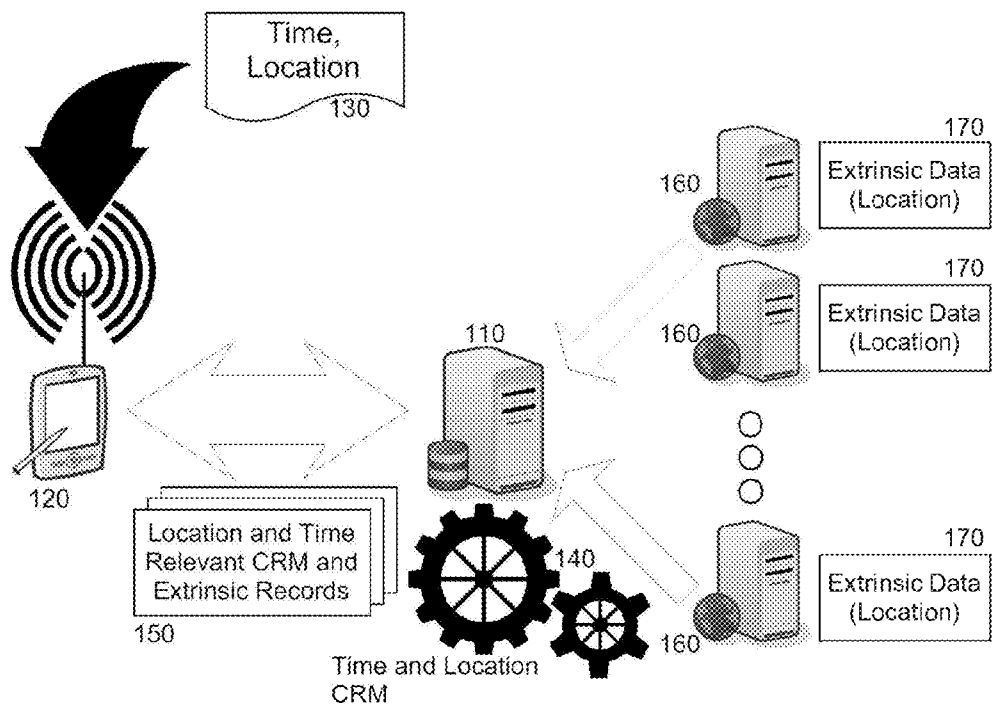 Time,
Location
130
170
160
Extrinsic Data
(Location)
170
160
Extrinsic Data
(Location)
110
120
Location and Time
Relevant CRM and
Extrinsic Records
150
140
Time and Location
CRM
170
160
Extrinsic Data
(Location)